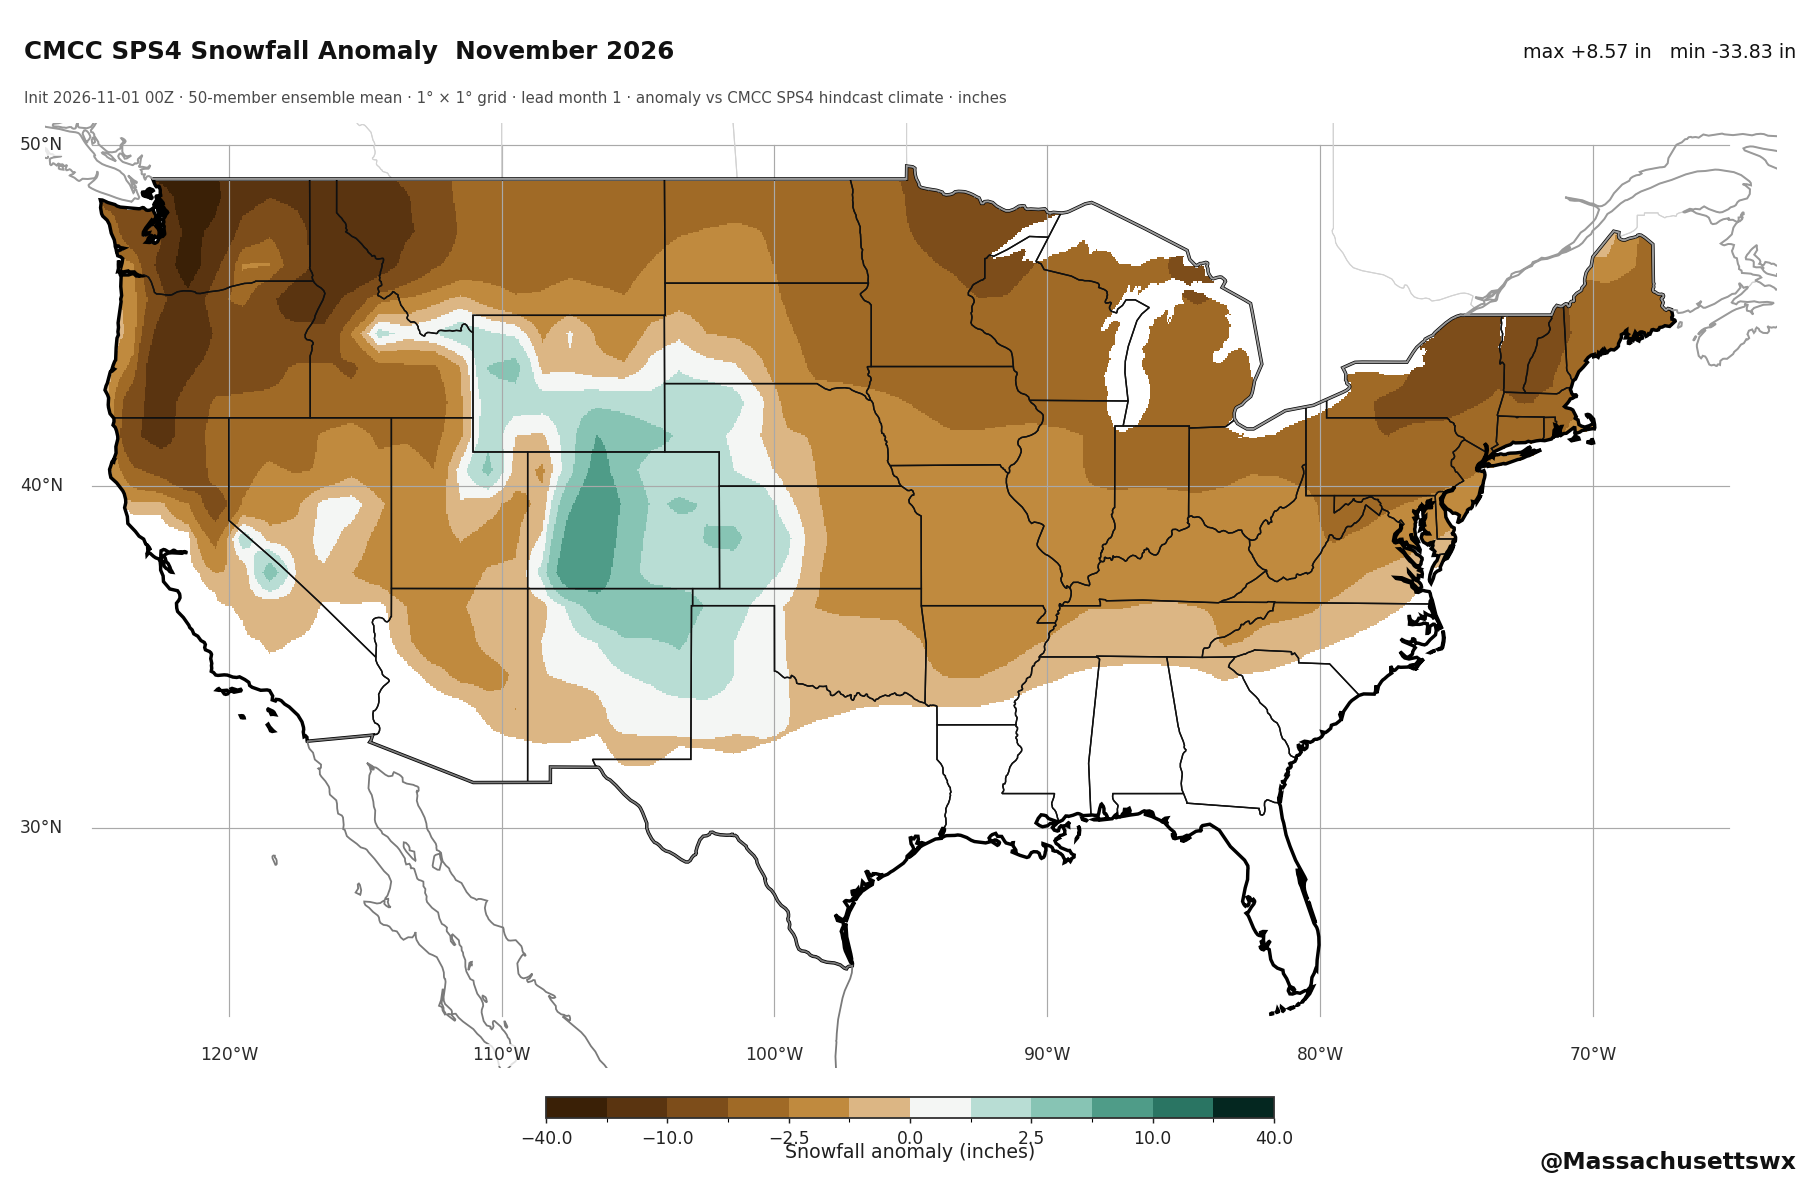 CMCC SPS4 Snowfall Anomaly  November 2026
max +8.57 in   min -33.83 in
Init 2026-11-01 00Z · 50-member ensemble mean · 1° × 1° grid · lead month 1 · anomaly vs CMCC SPS4 hindcast climate · inches
50°N
40°N
30°N
120°W 110°W 100°W 90°W 80°W 70°W
−40.0 −10.0 −2.5 0.0 2.5 10.0 40.0
Snowfall anomaly (inches)
@Massachusettswx